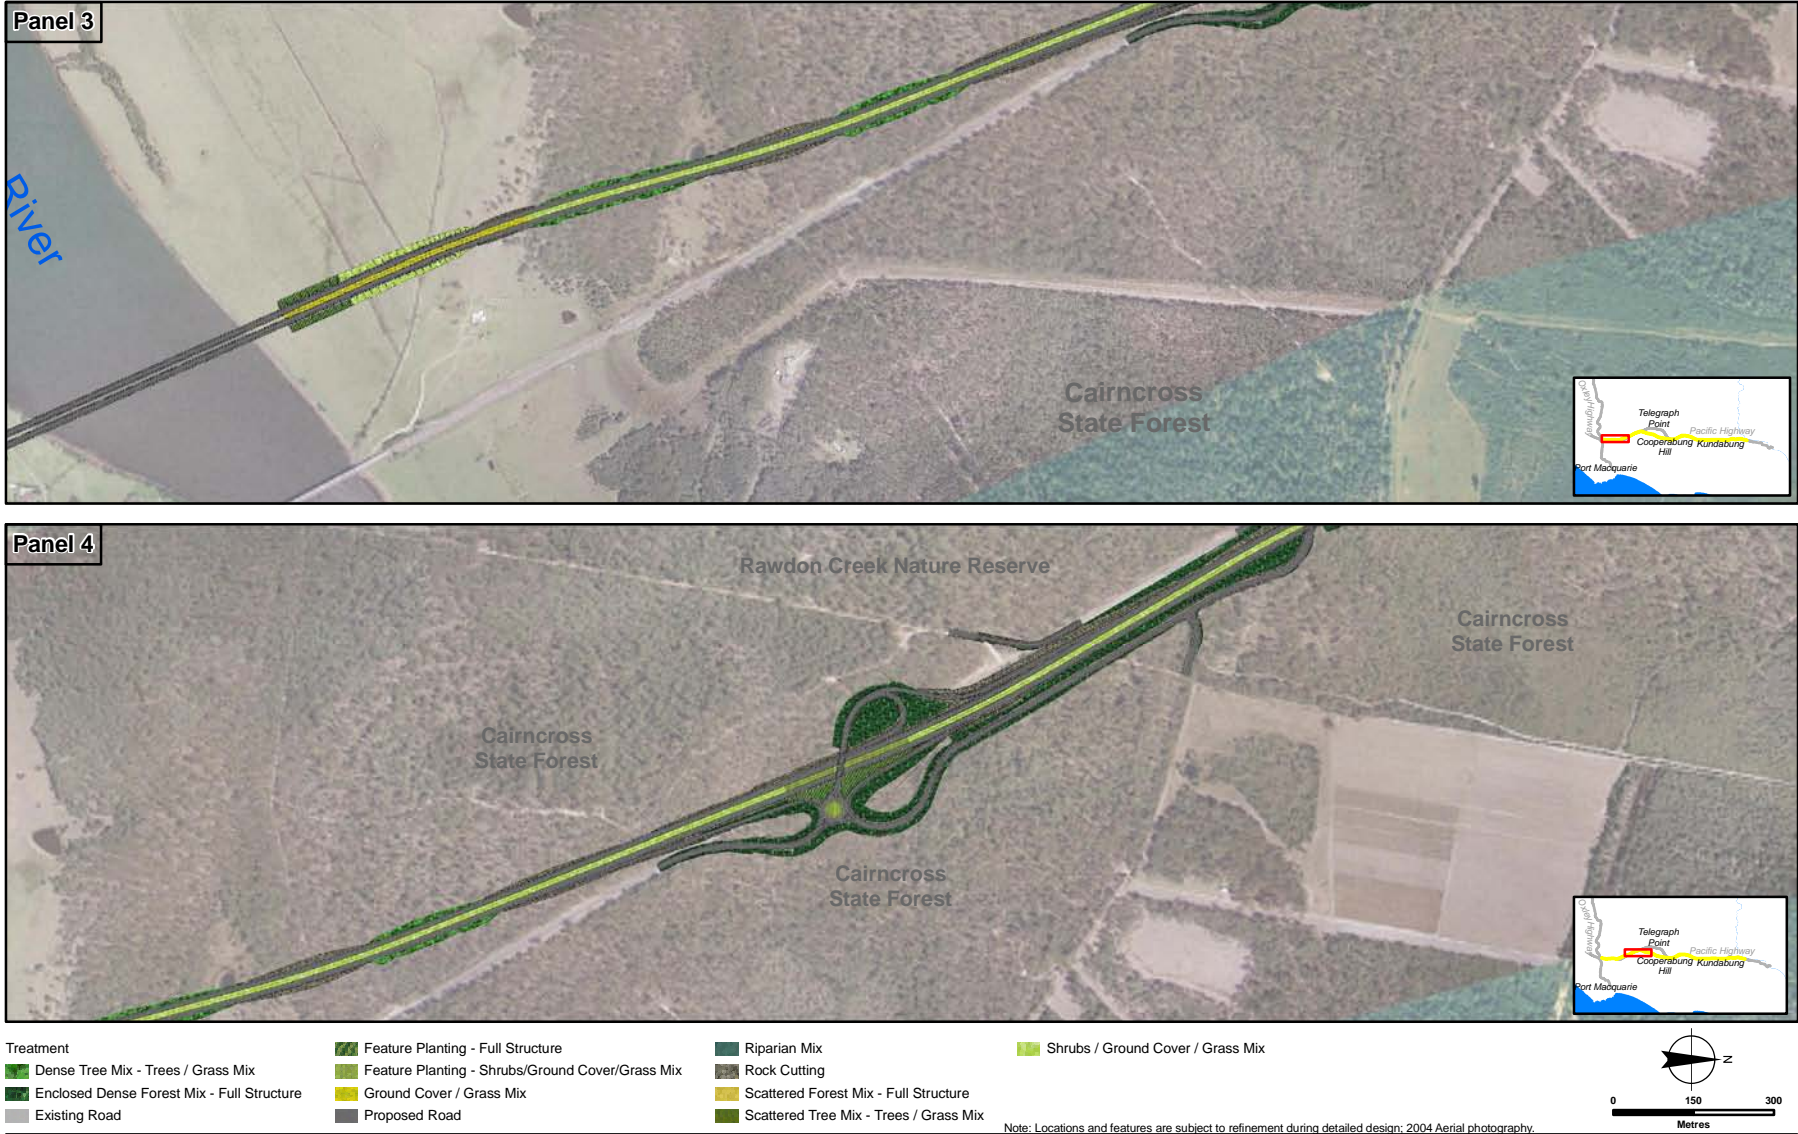 Panel 3
River
Cairncross
State Forest
Oxley Highway
Telegraph
Point
Pacific Highway
Cooperabung
Hill
Kundabung
Port Macquarie
Panel 4
Rawdon Creek Nature Reserve
Cairncross
State Forest
Cairncross
State Forest
Cairncross
State Forest
Oxley Highway
Telegraph
Point
Pacific Highway
Cooperabung
Hill
Kundabung
Port Macquarie
Treatment
Dense Tree Mix - Trees / Grass Mix
Enclosed Dense Forest Mix - Full Structure
Existing Road
Feature Planting - Full Structure
Feature Planting - Shrubs/Ground Cover/Grass Mix
Ground Cover / Grass Mix
Proposed Road
Riparian Mix
Rock Cutting
Scattered Forest Mix - Full Structure
Scattered Tree Mix - Trees / Grass Mix
Shrubs / Ground Cover / Grass Mix
N
0 150 300
Metres
Note: Locations and features are subject to refinement during detailed design; 2004 Aerial photography.